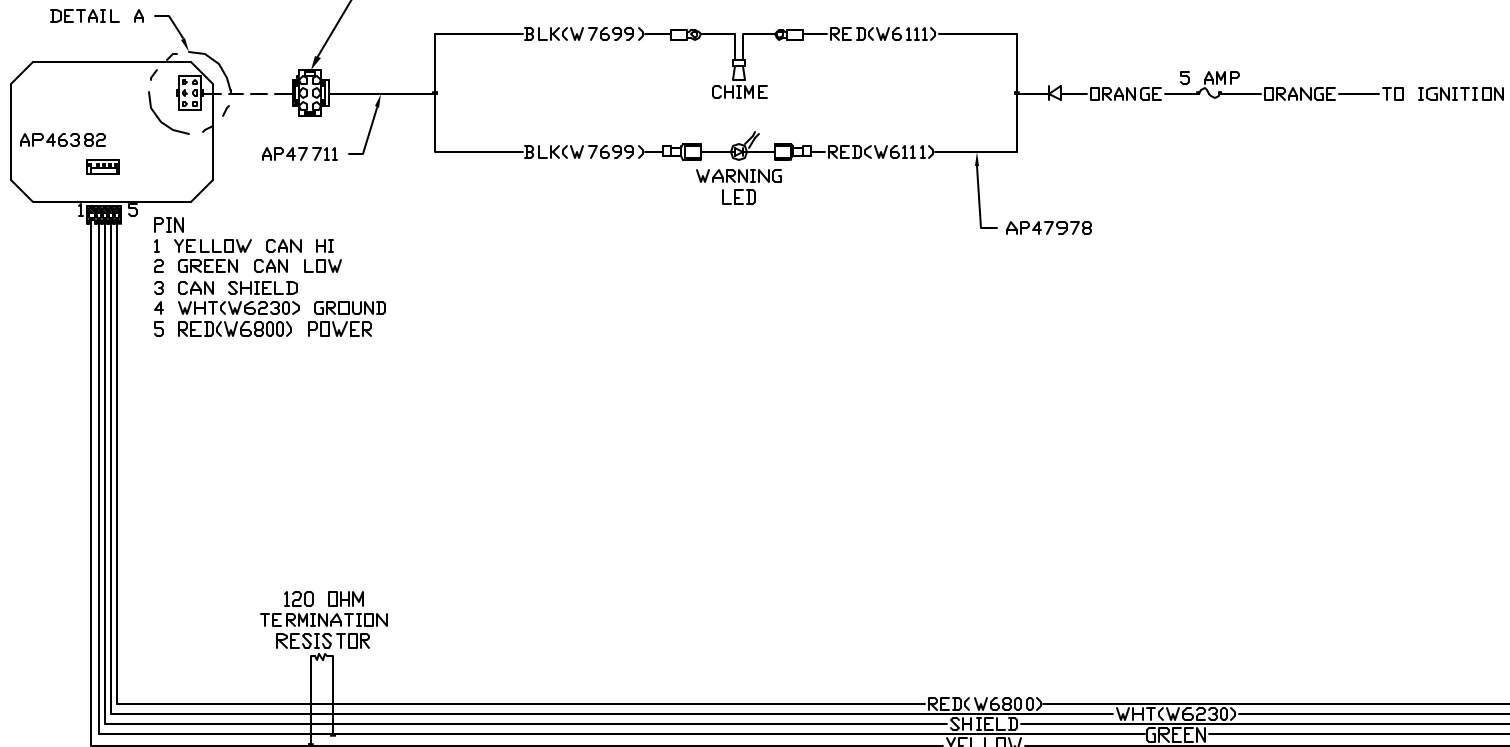 DETAIL A
BLK(W7699)
RED(W6111)
CHIME
5 AMP
ORANGE
ORANGE
TO IGNITION
AP46382
AP47711
BLK(W7699)
RED(W6111)
WARNING
LED
AP47978
1
5
PIN
1 YELLOW CAN HI
2 GREEN CAN LOW
3 CAN SHIELD
4 WHT(W6230) GROUND
5 RED(W6800) POWER
120 OHM
TERMINATION
RESISTOR
RED(W6800)
WHT(W6230)
SHIELD
GREEN
YELLOW